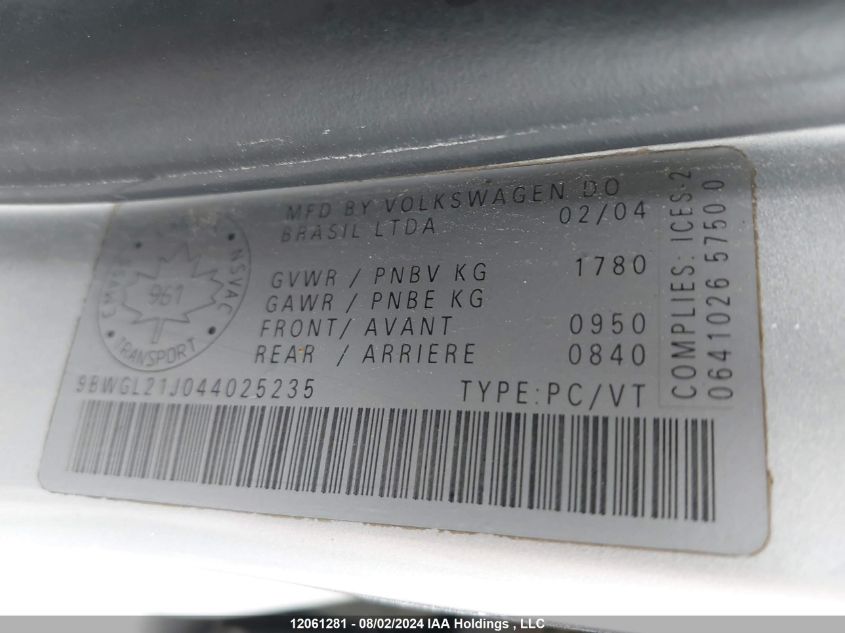 MFD BY VOLKSWAGEN DO
BRASIL LTDA 02/04
GVWR / PNBV KG 1780
GAWR / PNBE KG
FRONT/ AVANT 0950
REAR / ARRIERE 0840
9BWGL21J044025235 TYPE:PC/VT
COMPLIES: ICES-2
0641026 5750 0
CMVSS
NSVAC
961
TRANSPORT
12061281 - 08/02/2024 IAA Holdings , LLC